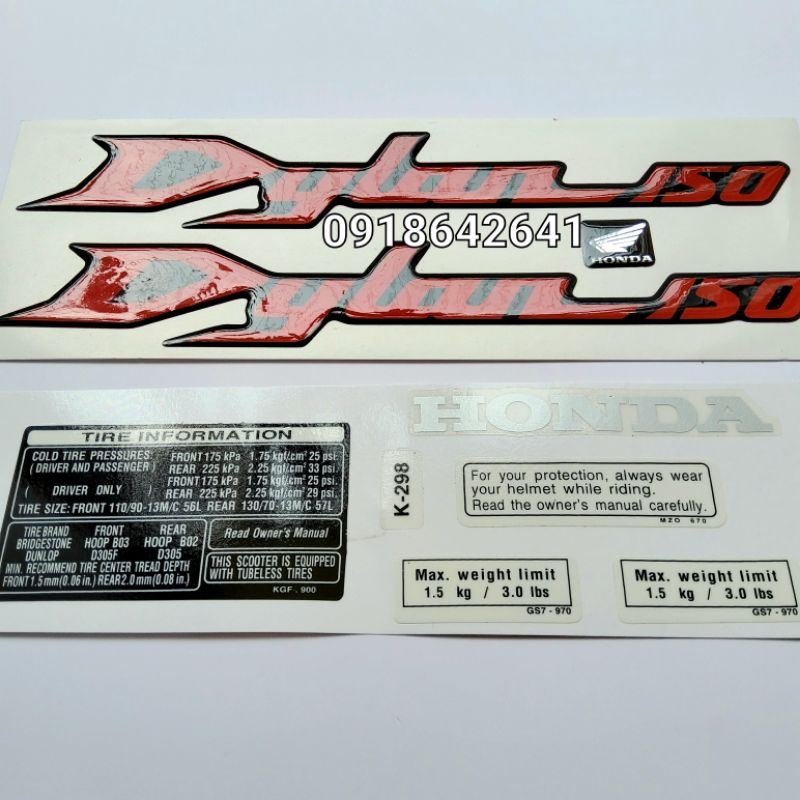 Dylan 150
0918642641
HONDA
Dylan 150
HONDA
TIRE INFORMATION
COLD TIRE PRESSURES: FRONT 175 kPa 1.75 kgf/cm² 25 psi.
(DRIVER AND PASSENGER) REAR 225 kPa 2.25 kgf/cm² 33 psi.
FRONT 175 kPa 1.75 kgf/cm² 25 psi.
( DRIVER ONLY ) REAR 225 kPa 2.25 kgf/cm² 29 psi.
TIRE SIZE: FRONT 110/90-13M/C 56L REAR 130/70-13M/C 57L
TIRE BRAND FRONT REAR
BRIDGESTONE HOOP B03 HOOP B02
DUNLOP D305F D305
MIN. RECOMMEND TIRE CENTER TREAD DEPTH
FRONT 1.5 mm (0.06 in.) REAR 2.0 mm (0.08 in.)
Read Owner's Manual
THIS SCOOTER IS EQUIPPED
WITH TUBELESS TIRES
KGF . 900
K-298
For your protection, always wear
your helmet while riding.
Read the owner's manual carefully.
MZO 670
Max. weight limit
1.5 kg / 3.0 lbs
GS7 - 970
Max. weight limit
1.5 kg / 3.0 lbs
GS7 - 970